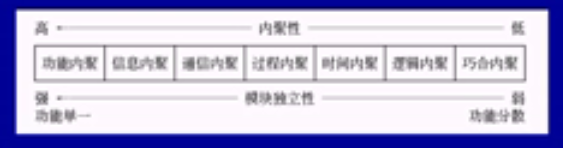 高 内聚性 低
功能内聚 信息内聚 通信内聚 过程内聚 时间内聚 逻辑内聚 巧合内聚
强 模块独立性 弱
功能单一 功能分散